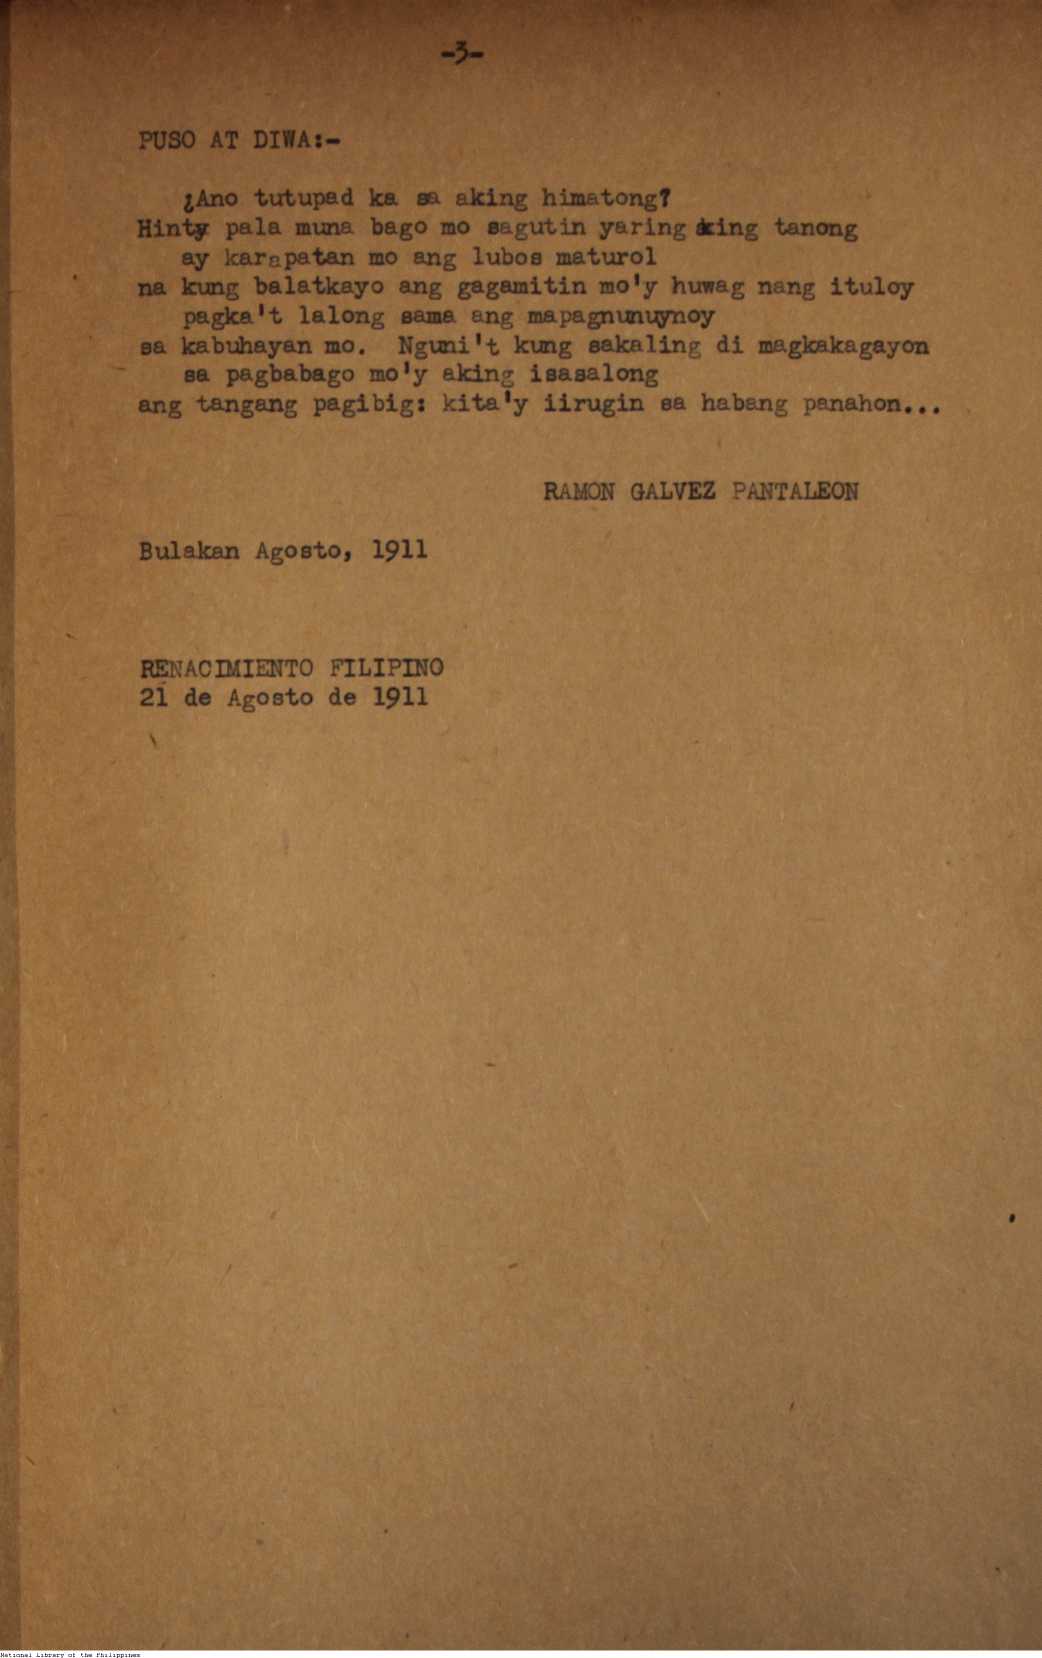 -3-
PUSO AT DIWA:-
¿Ano tutupad ka sa aking himatong?
Hinty pala muna bago mo sagutin yaring aking tanong
ay karapatan mo ang lubos maturol
na kung balatkayo ang gagamitin mo'y huwag nang ituloy
pagka't lalong sama ang mapagnunuynoy
sa kabuhayan mo. Nguni't kung sakaling di magkakagayon
sa pagbabago mo'y aking isasalong
ang tangang pagibig: kita'y iirugin sa habang panahon...
RAMON GALVEZ PANTALEON
Bulakan Agosto, 1911
RENACIMIENTO FILIPINO
21 de Agosto de 1911
National Library of the Philippines